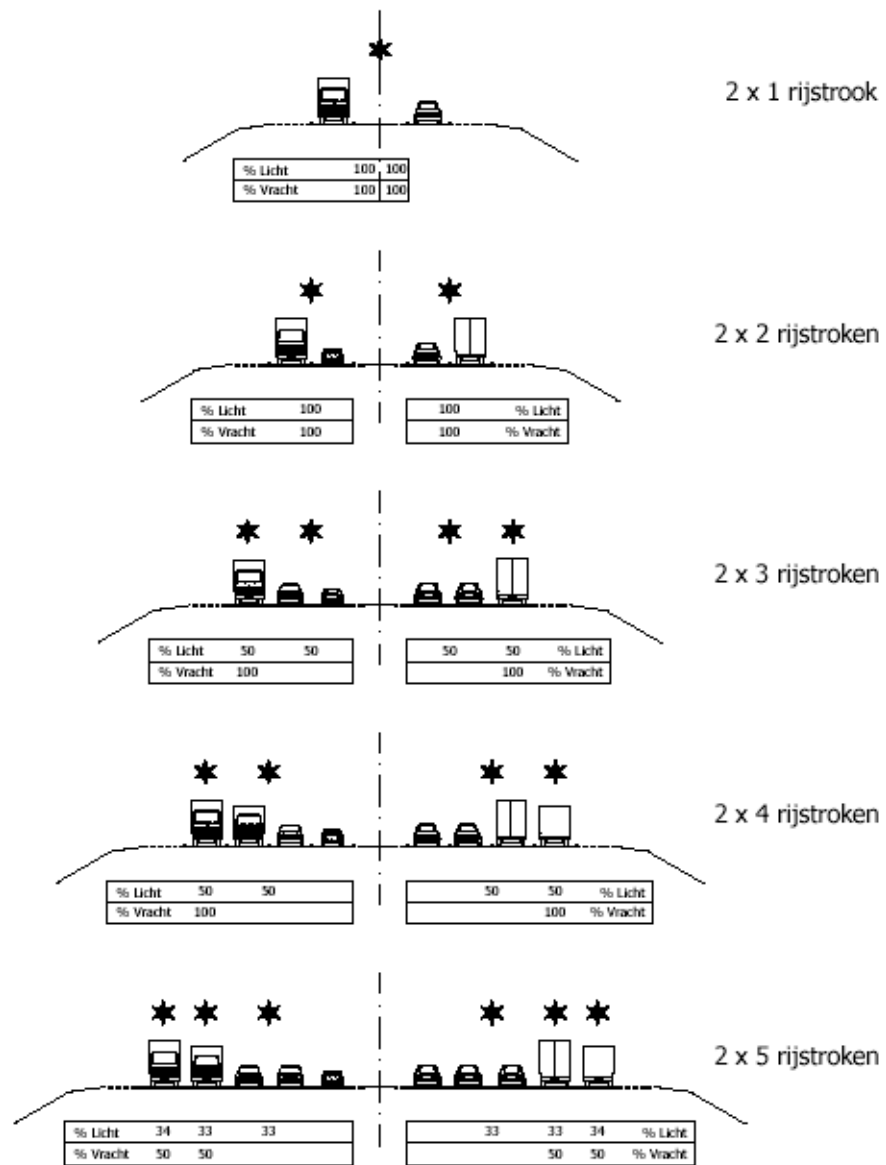 2 x 1 rijstrook
% Licht 100 100
% Vracht 100 100
2 x 2 rijstroken
% Licht 100 100 % Licht
% Vracht 100 100 % Vracht
2 x 3 rijstroken
% Licht 50 50 50 50 % Licht
% Vracht 100 100 % Vracht
2 x 4 rijstroken
% Licht 50 50 50 50 % Licht
% Vracht 100 100 % Vracht
2 x 5 rijstroken
% Licht 34 33 33 33 33 34 % Licht
% Vracht 50 50 50 50 % Vracht